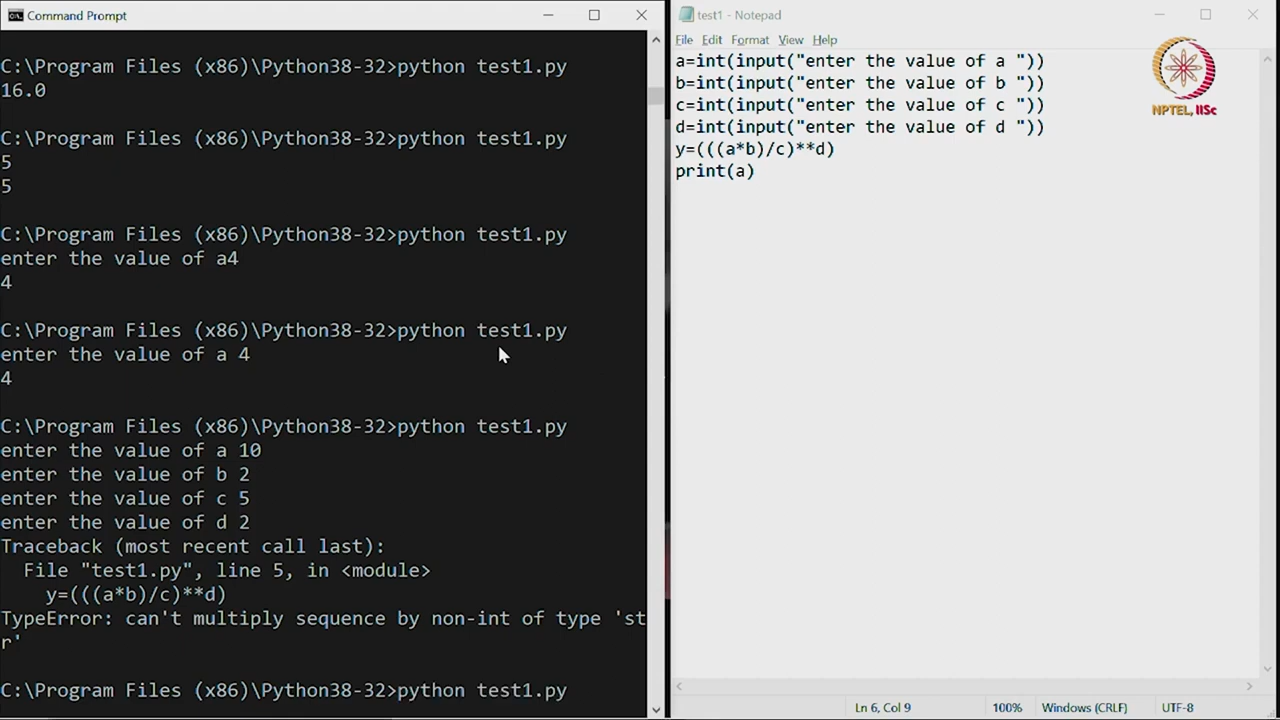 Command Prompt
C:\Program Files (x86)\Python38-32>python test1.py
16.0
C:\Program Files (x86)\Python38-32>python test1.py
5
5
C:\Program Files (x86)\Python38-32>python test1.py
enter the value of a4
4
C:\Program Files (x86)\Python38-32>python test1.py
enter the value of a 4
4
C:\Program Files (x86)\Python38-32>python test1.py
enter the value of a 10
enter the value of b 2
enter the value of c 5
enter the value of d 2
Traceback (most recent call last):
  File "test1.py", line 5, in <module>
    y=(((a*b)/c)**d)
TypeError: can't multiply sequence by non-int of type 'st
r'
C:\Program Files (x86)\Python38-32>python test1.py
test1 - Notepad
File Edit Format View Help
a=int(input("enter the value of a "))
b=int(input("enter the value of b "))
c=int(input("enter the value of c "))
d=int(input("enter the value of d "))
y=(((a*b)/c)**d)
print(a)
NPTEL, IISc
Ln 6, Col 9 100% Windows (CRLF) UTF-8